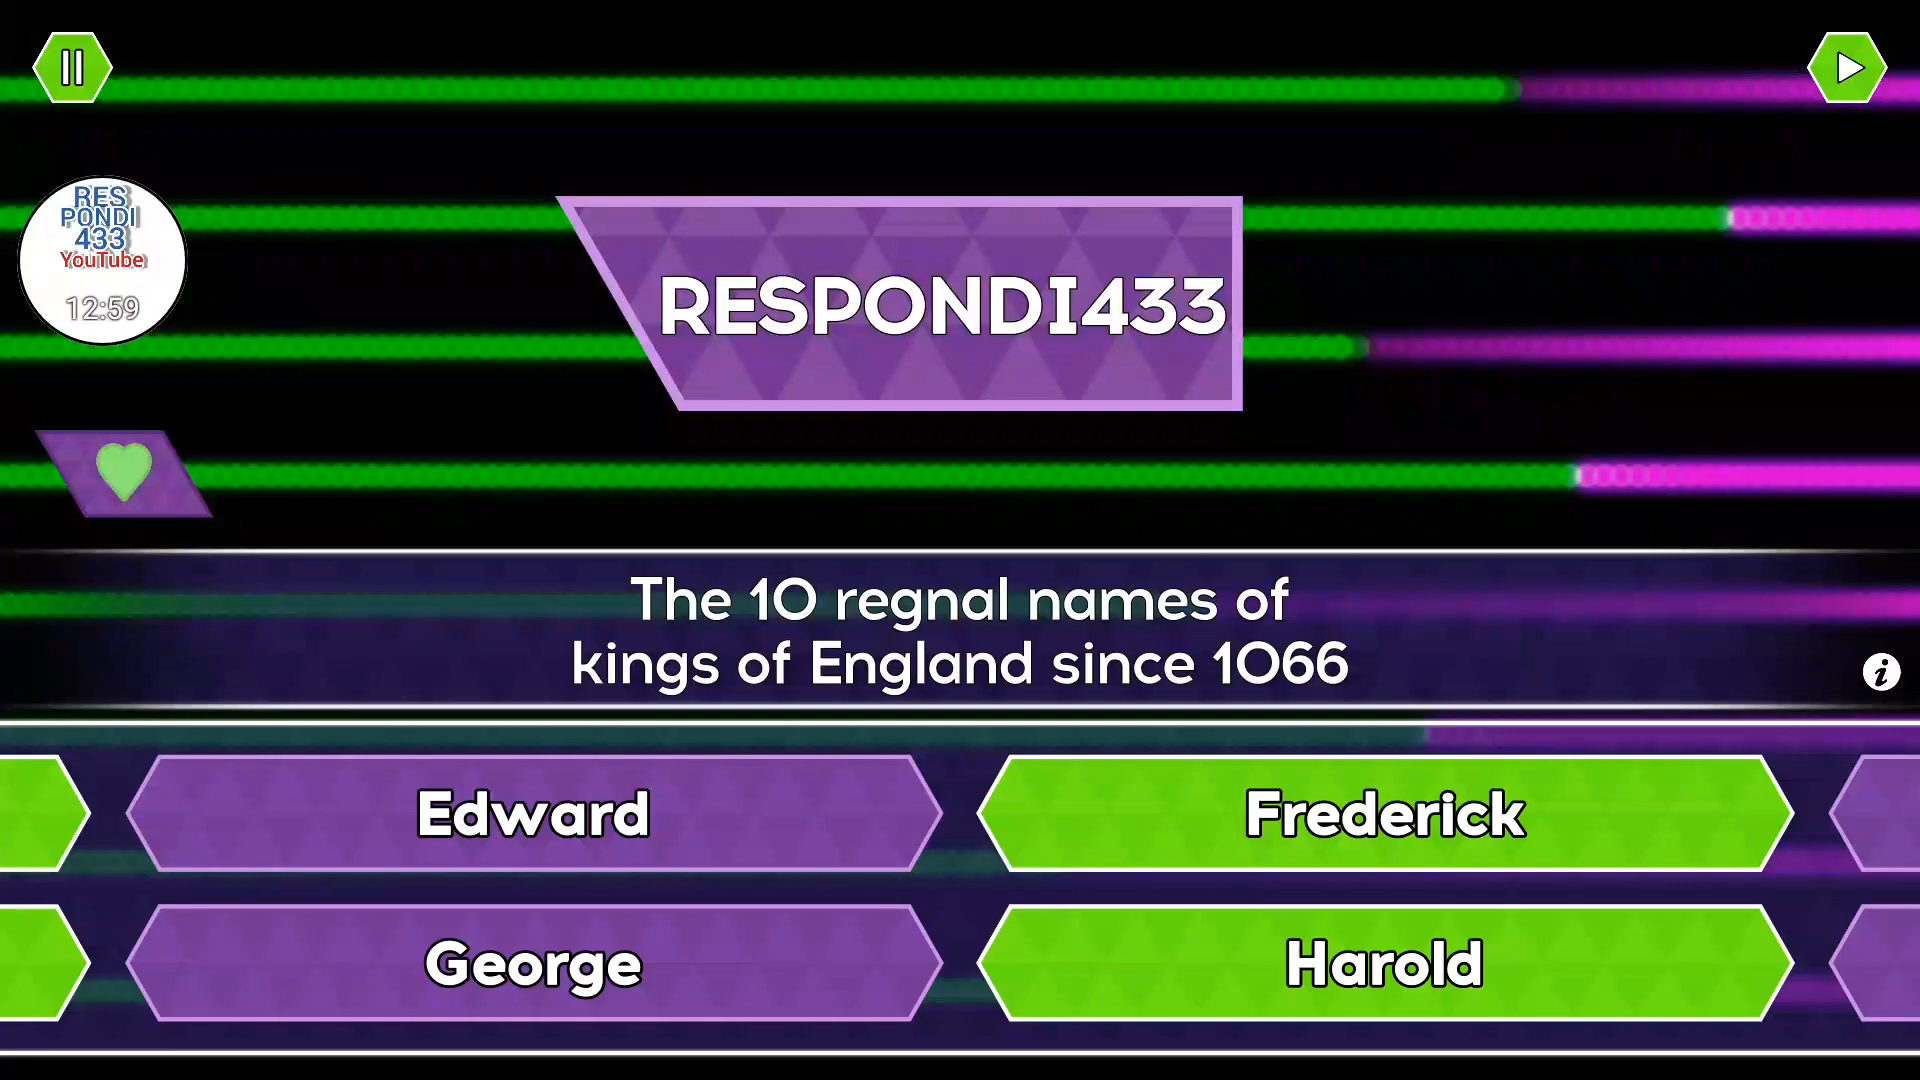 RES
PONDI
433
YouTube
12:59
RESPONDI433
The 10 regnal names of
kings of England since 1066
i
Edward
Frederick
George
Harold